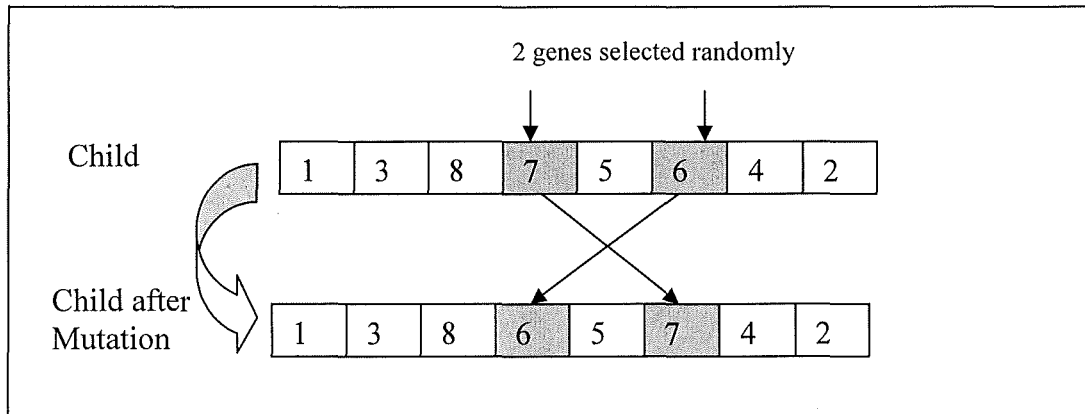 2 genes selected randomly
Child
1 3 8 7 5 6 4 2
Child after
Mutation
1 3 8 6 5 7 4 2